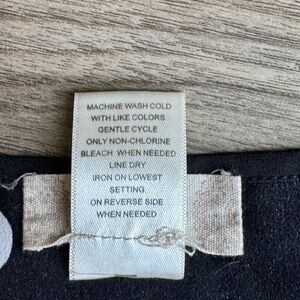 MACHINE WASH COLD
WITH LIKE COLORS
GENTLE CYCLE
ONLY NON-CHLORINE
BLEACH WHEN NEEDED
LINE DRY
IRON ON LOWEST
SETTING
ON REVERSE SIDE
WHEN NEEDED